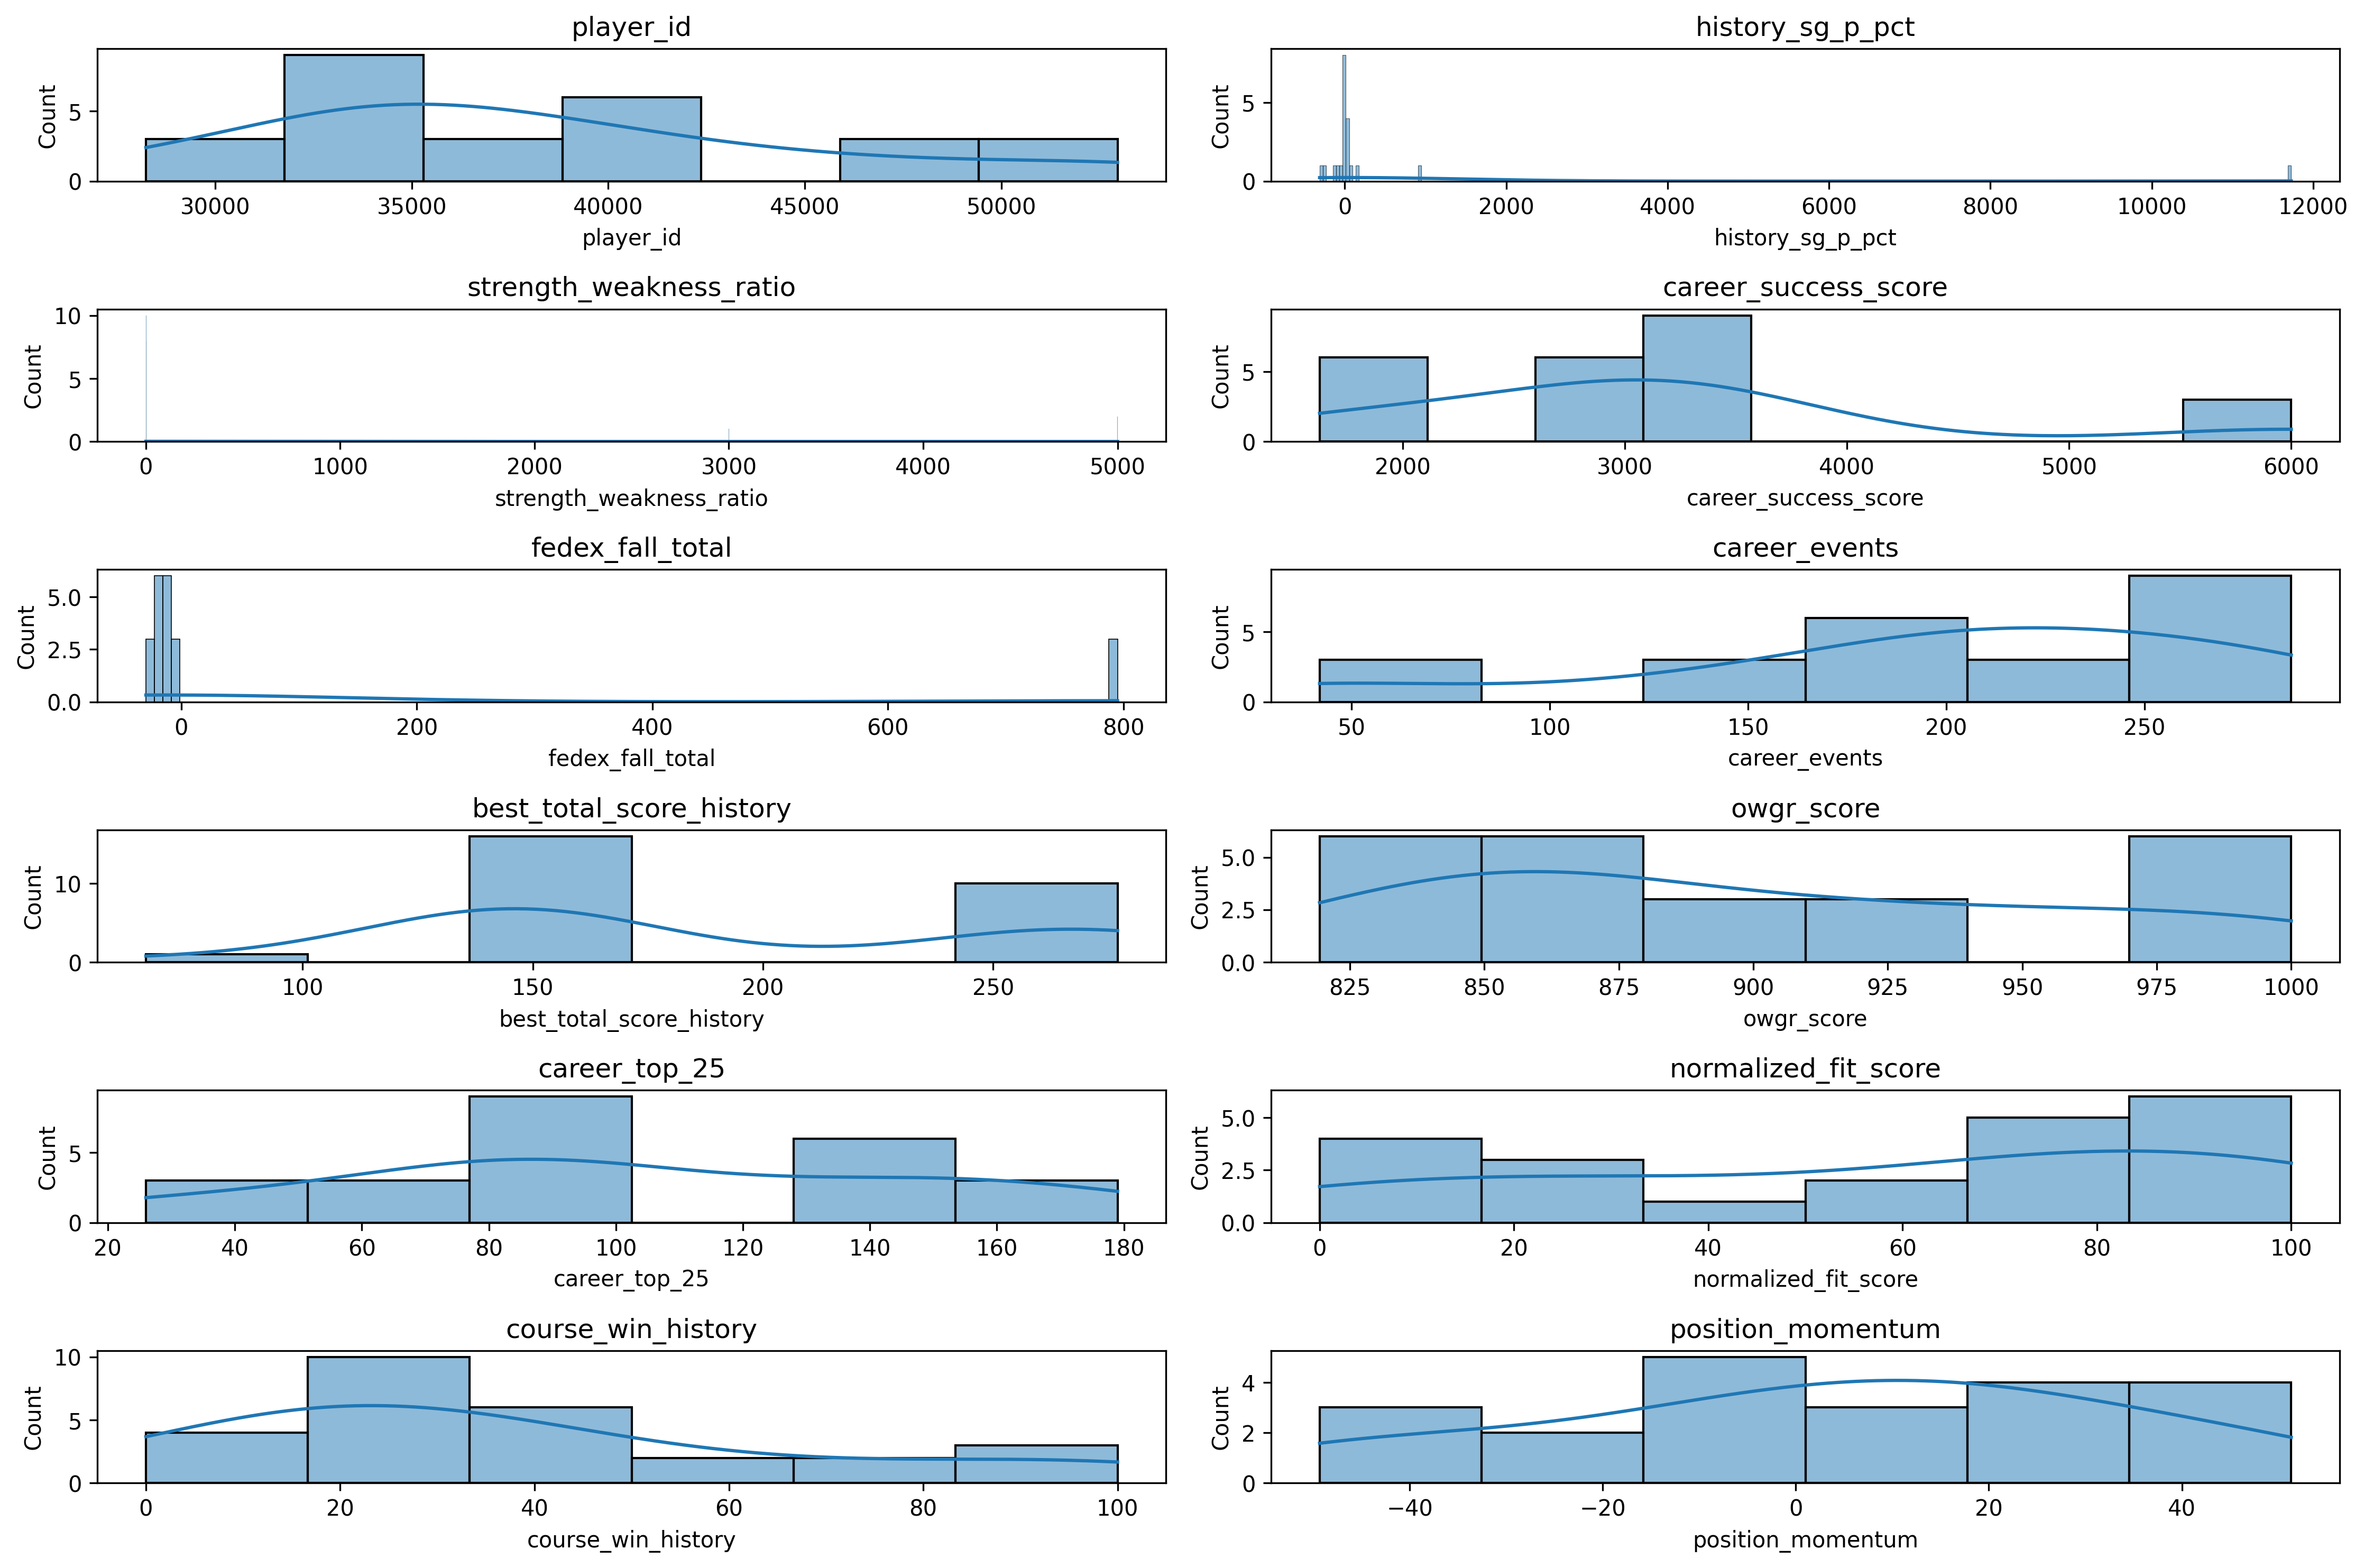 player_id
Count
5
0
30000 35000 40000 45000 50000
player_id
history_sg_p_pct
Count
5
0
0 2000 4000 6000 8000 10000 12000
history_sg_p_pct
strength_weakness_ratio
Count
10
5
0
0 1000 2000 3000 4000 5000
strength_weakness_ratio
career_success_score
Count
5
0
2000 3000 4000 5000 6000
career_success_score
fedex_fall_total
Count
5.0
2.5
0.0
0 200 400 600 800
fedex_fall_total
career_events
Count
5
0
50 100 150 200 250
career_events
best_total_score_history
Count
10
0
100 150 200 250
best_total_score_history
owgr_score
Count
5.0
2.5
0.0
825 850 875 900 925 950 975 1000
owgr_score
career_top_25
Count
5
0
20 40 60 80 100 120 140 160 180
career_top_25
normalized_fit_score
Count
5.0
2.5
0.0
0 20 40 60 80 100
normalized_fit_score
course_win_history
Count
10
5
0
0 20 40 60 80 100
course_win_history
position_momentum
Count
4
2
0
−40 −20 0 20 40
position_momentum